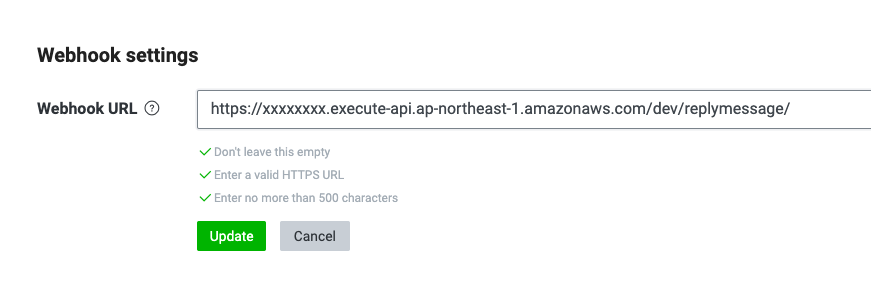 Webhook settings
Webhook URL ?
https://xxxxxxxx.execute-api.ap-northeast-1.amazonaws.com/dev/replymessage/
Don't leave this empty
Enter a valid HTTPS URL
Enter no more than 500 characters
Update Cancel